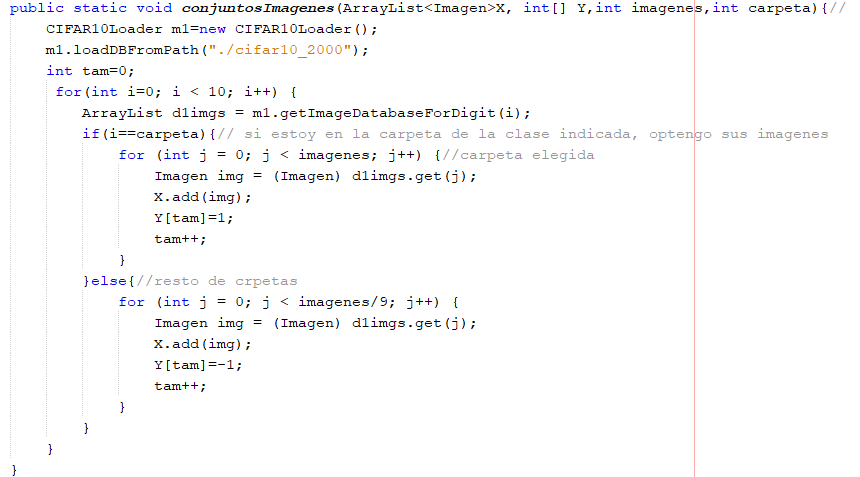 public static void conjuntosImagenes(ArrayList<Imagen>X, int[] Y,int imagenes,int carpeta){//
CIFAR10Loader m1=new CIFAR10Loader();
m1.loadDBFromPath("./cifar10_2000");
int tam=0;
for(int i=0; i < 10; i++) {
ArrayList d1imgs = m1.getImageDatabaseForDigit(i);
if(i==carpeta){// si estoy en la carpeta de la clase indicada, optengo sus imagenes
for (int j = 0; j < imagenes; j++) {//carpeta elegida
Imagen img = (Imagen) d1imgs.get(j);
X.add(img);
Y[tam]=1;
tam++;
}
}else{//resto de crpetas
for (int j = 0; j < imagenes/9; j++) {
Imagen img = (Imagen) d1imgs.get(j);
X.add(img);
Y[tam]=-1;
tam++;
}
}
}
}